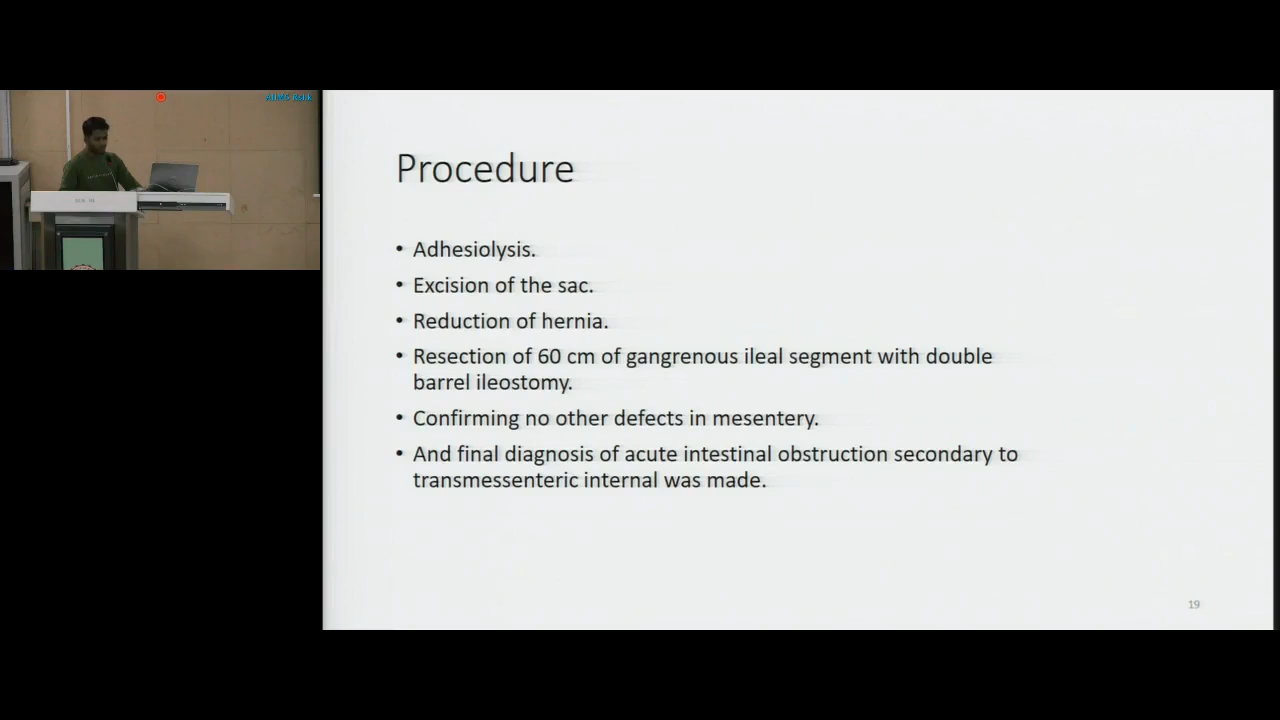 Procedure
• Adhesiolysis.
• Excision of the sac.
• Reduction of hernia.
• Resection of 60 cm of gangrenous ileal segment with double
barrel ileostomy.
• Confirming no other defects in mesentery.
• And final diagnosis of acute intestinal obstruction secondary to
transmessenteric internal was made.
19